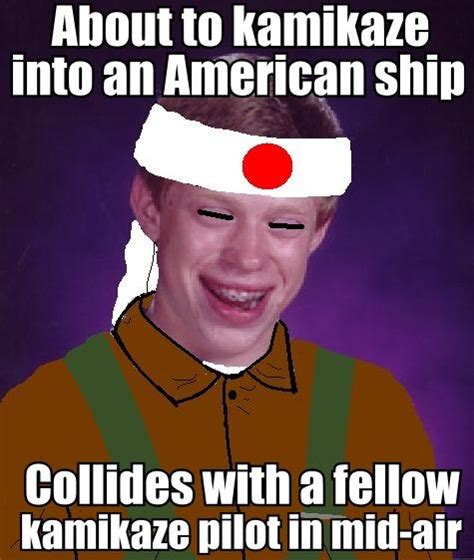 About to kamikaze
into an American ship
Collides with a fellow
kamikaze pilot in mid-air